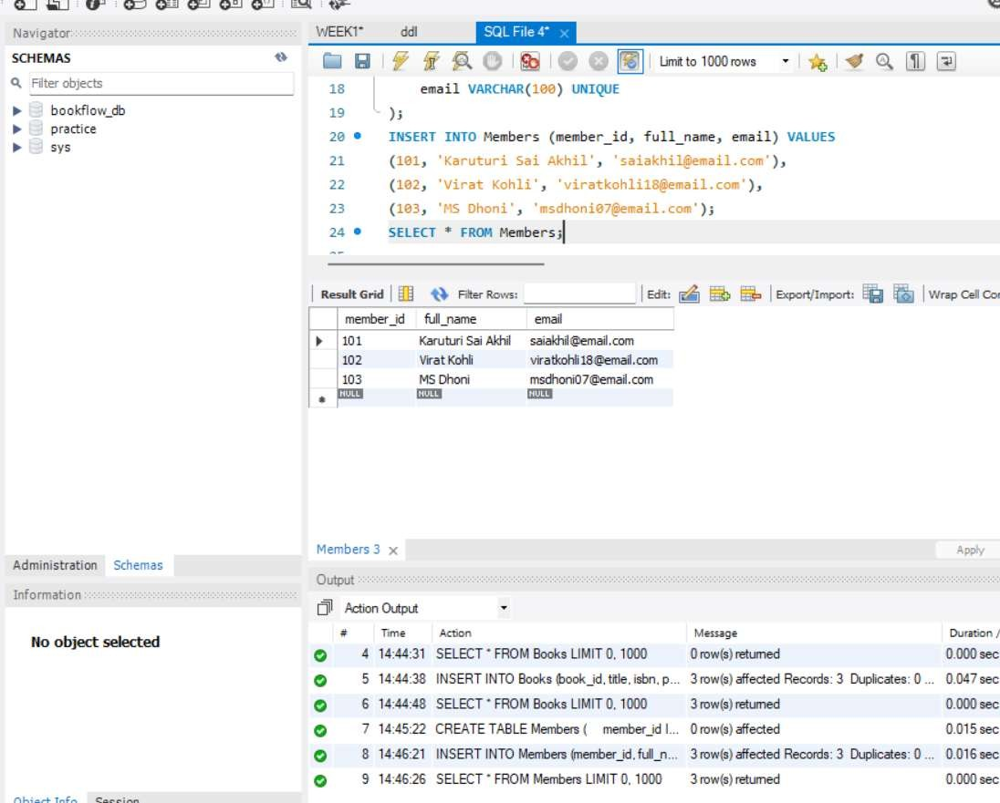 Navigator
SCHEMAS
Filter objects
bookflow_db
practice
sys
Administration Schemas
Information
No object selected
Object Info Session
WEEK1* ddl SQL File 4*
Limit to 1000 rows
18 email VARCHAR(100) UNIQUE
19 );
20 INSERT INTO Members (member_id, full_name, email) VALUES
21 (101, 'Karuturi Sai Akhil', 'saiakhil@email.com'),
22 (102, 'Virat Kohli', 'viratkohli18@email.com'),
23 (103, 'MS Dhoni', 'msdhoni07@email.com');
24 SELECT * FROM Members;
Result Grid Filter Rows: Edit: Export/Import: Wrap Cell Con
member_id full_name email
101 Karuturi Sai Akhil saiakhil@email.com
102 Virat Kohli viratkohli18@email.com
103 MS Dhoni msdhoni07@email.com
NULL NULL NULL
Members 3
Apply
Output
Action Output
# Time Action Message Duration /
4 14:44:31 SELECT * FROM Books LIMIT 0, 1000 0 row(s) returned 0.000 sec
5 14:44:38 INSERT INTO Books (book_id, title, isbn, p... 3 row(s) affected Records: 3 Duplicates: 0 ... 0.047 sec
6 14:44:48 SELECT * FROM Books LIMIT 0, 1000 3 row(s) returned 0.000 sec
7 14:45:22 CREATE TABLE Members ( member_id I... 0 row(s) affected 0.015 sec
8 14:46:21 INSERT INTO Members (member_id, full_n... 3 row(s) affected Records: 3 Duplicates: 0 ... 0.016 sec
9 14:46:26 SELECT * FROM Members LIMIT 0, 1000 3 row(s) returned 0.000 sec